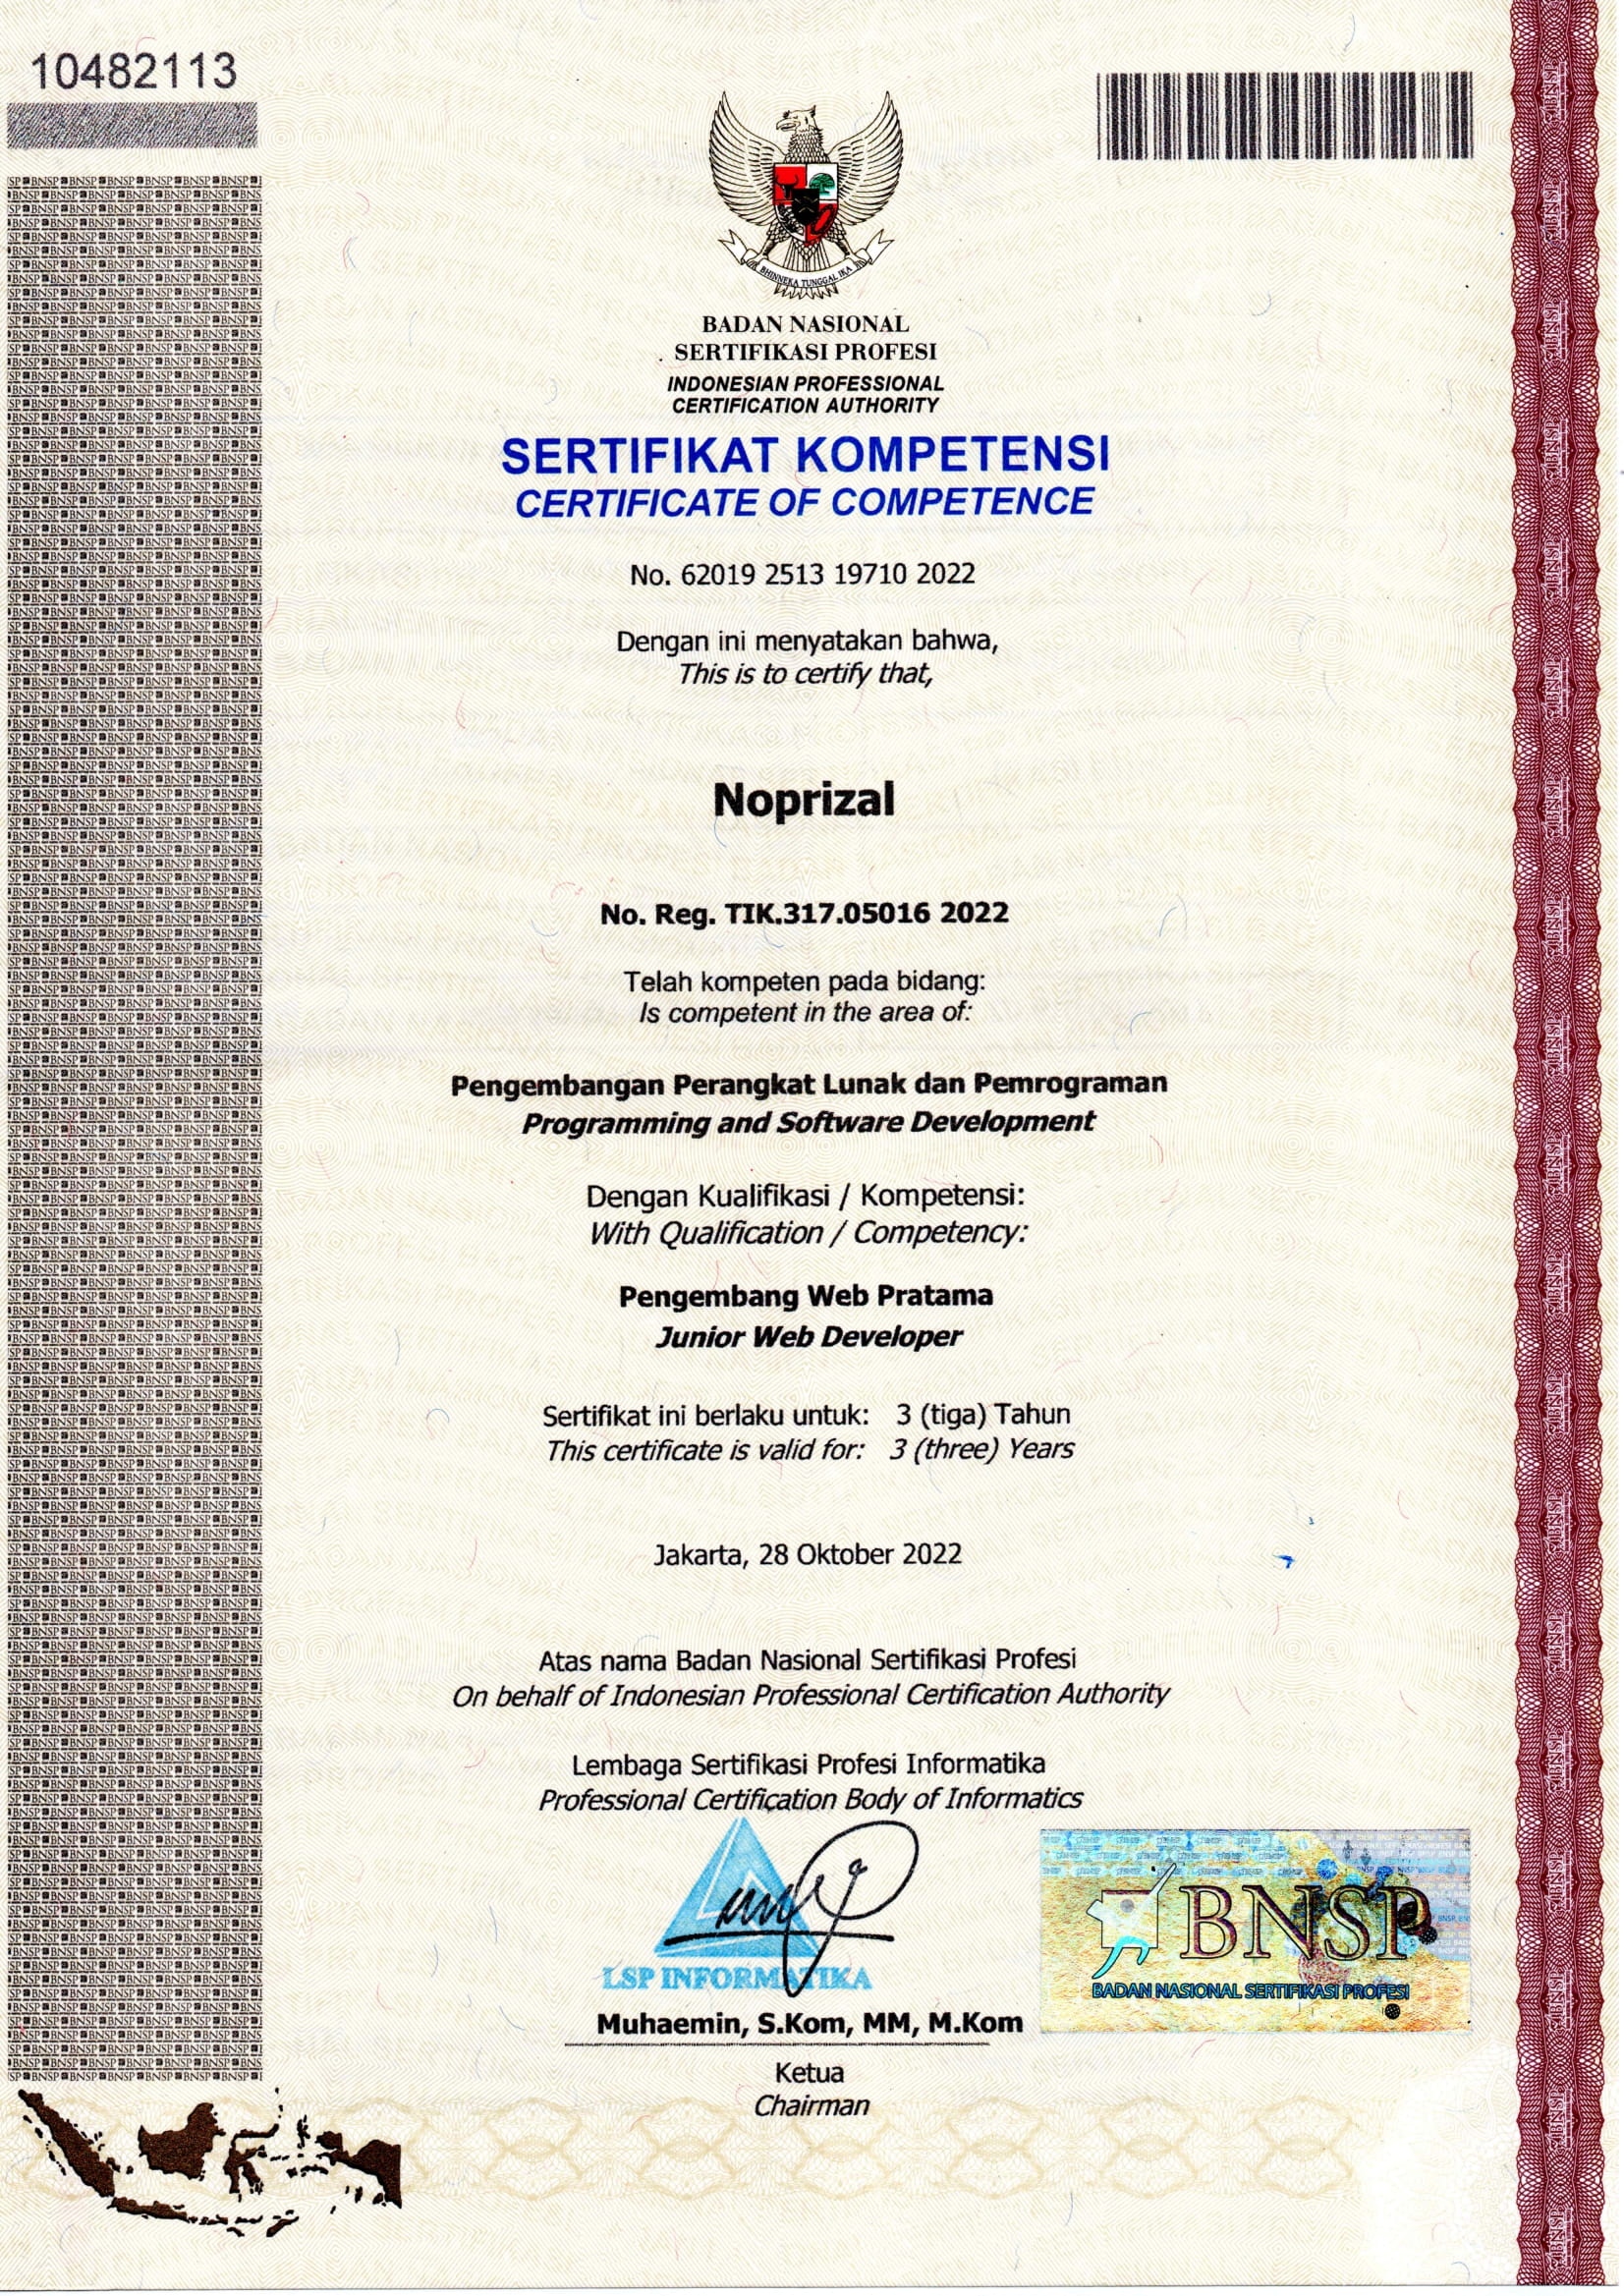 10482113
BHINNEKA TUNGGAL IKA
BADAN NASIONAL
SERTIFIKASI PROFESI
INDONESIAN PROFESSIONAL
CERTIFICATION AUTHORITY
SERTIFIKAT KOMPETENSI
CERTIFICATE OF COMPETENCE
No. 62019 2513 19710 2022
Dengan ini menyatakan bahwa,
This is to certify that,
Noprizal
No. Reg. TIK.317.05016 2022
Telah kompeten pada bidang:
Is competent in the area of:
Pengembangan Perangkat Lunak dan Pemrograman
Programming and Software Development
Dengan Kualifikasi / Kompetensi:
With Qualification / Competency:
Pengembang Web Pratama
Junior Web Developer
Sertifikat ini berlaku untuk: 3 (tiga) Tahun
This certificate is valid for: 3 (three) Years
Jakarta, 28 Oktober 2022
Atas nama Badan Nasional Sertifikasi Profesi
On behalf of Indonesian Professional Certification Authority
Lembaga Sertifikasi Profesi Informatika
Professional Certification Body of Informatics
LSP INFORMATIKA
BNSP
BADAN NASIONAL SERTIFIKASI PROFESI
Muhaemin, S.Kom, MM, M.Kom
Ketua
Chairman